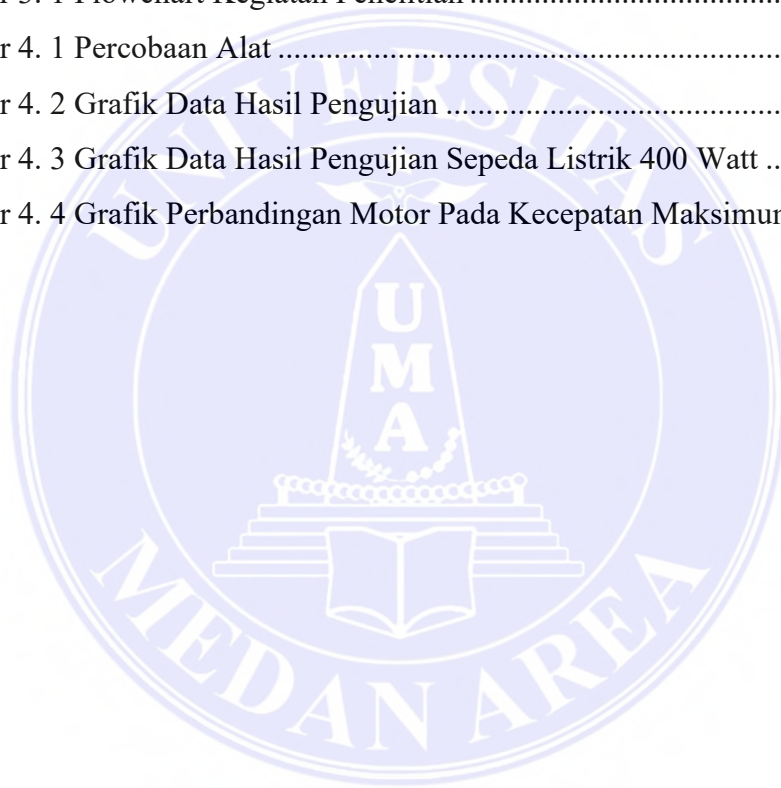 r 3. 1 Flowchart Kegiatan Penelitian ........................................
r 4. 1 Percobaan Alat ................................................................
r 4. 2 Grafik Data Hasil Pengujian ...........................................
r 4. 3 Grafik Data Hasil Pengujian Sepeda Listrik 400 Watt ..
r 4. 4 Grafik Perbandingan Motor Pada Kecepatan Maksimum
UNIVERSITAS
U
M
A
MEDAN AREA